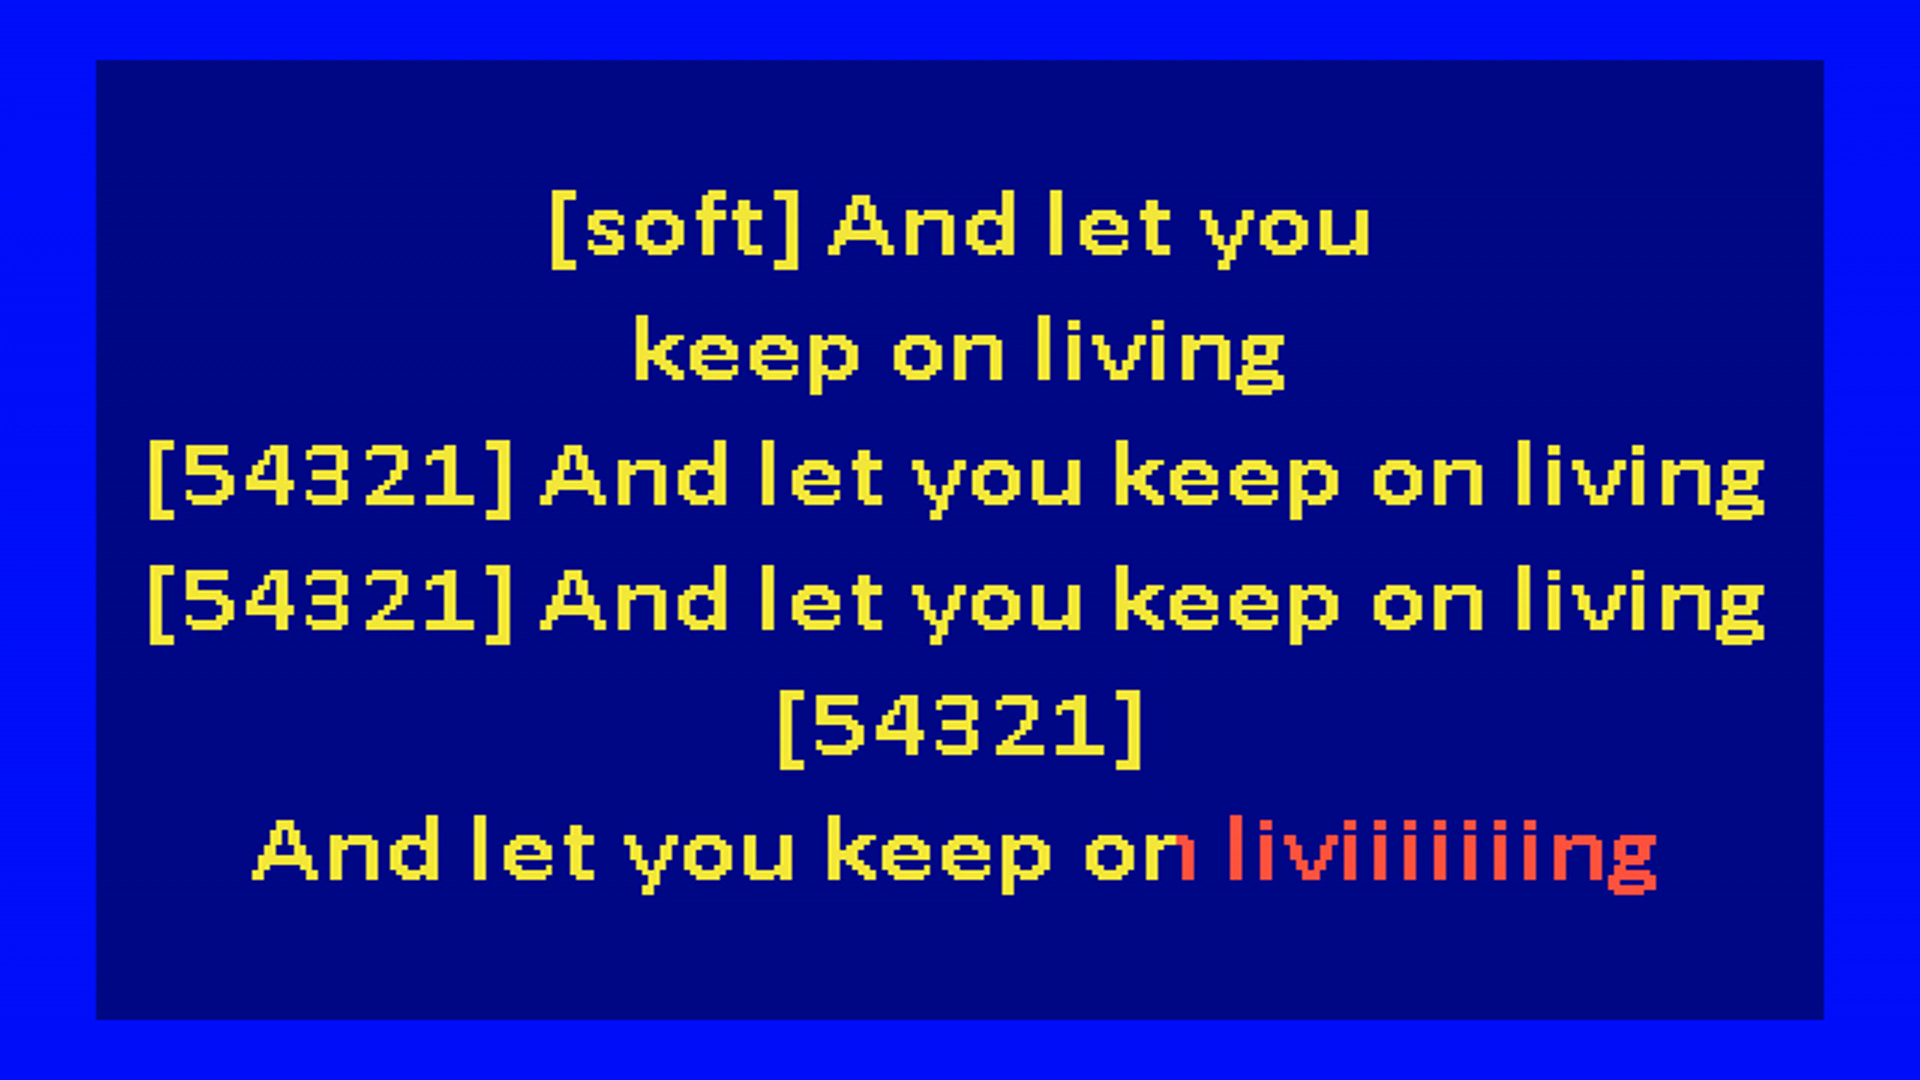 [soft] And let you
keep on living
[54321] And let you keep on living
[54321] And let you keep on living
[54321]
And let you keep on liviiiiiiing